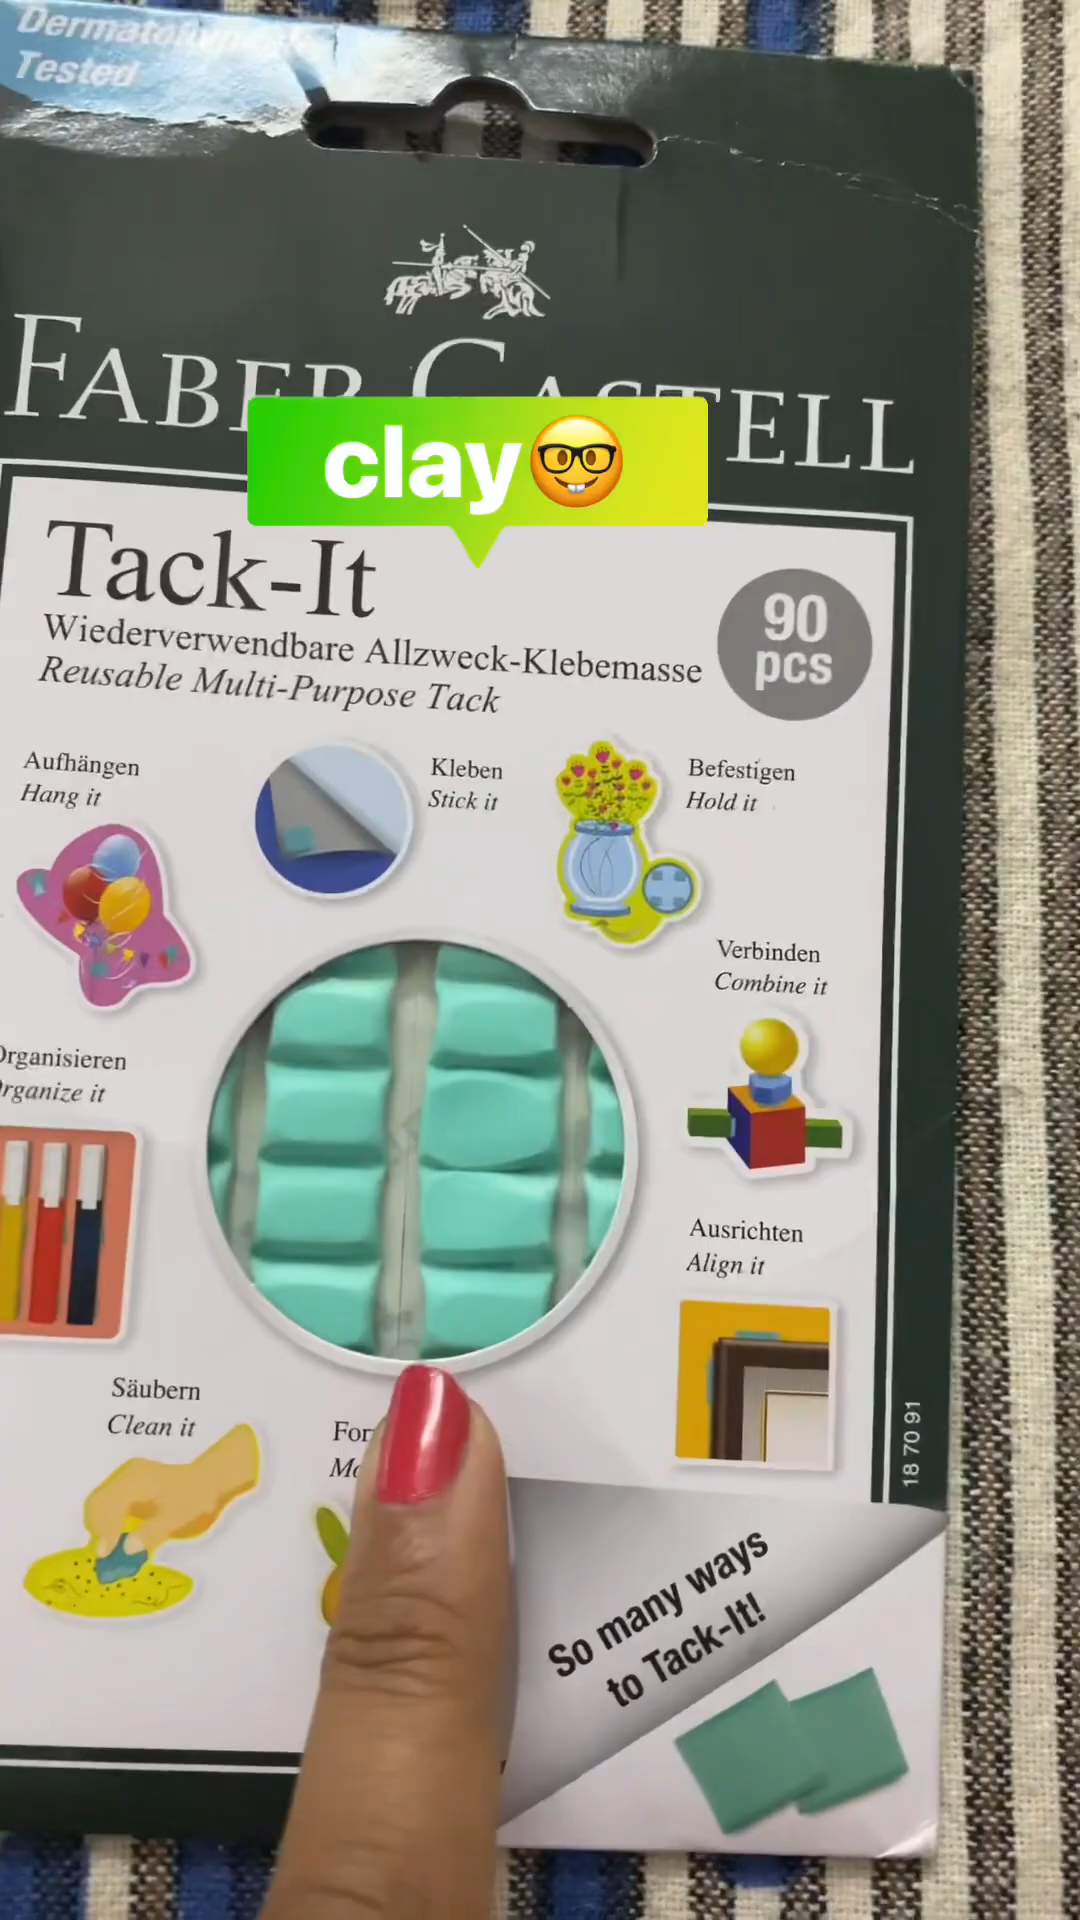 Tested
FABER CASTELL
clay🤓
Tack-It
Wiederverwendbare Allzweck-Klebemasse
Reusable Multi-Purpose Tack
90
pcs
Aufhängen
Hang it
Kleben
Stick it
Befestigen
Hold it
Verbinden
Combine it
Organisieren
Organize it
Ausrichten
Align it
Säubern
Clean it
18 70 91
So many ways
to Tack-It!